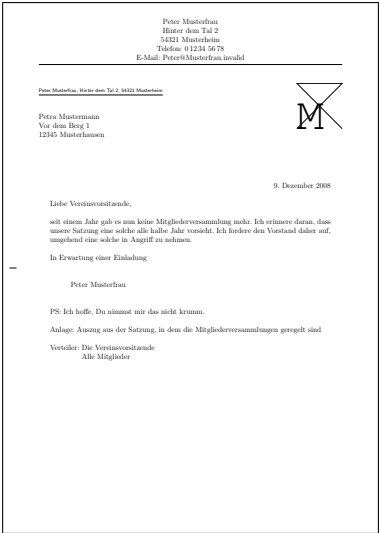 Peter Musterfrau
Hinter dem Tal 2
54321 Musterheim
Telefon: 0 12 34 56 78
E-Mail: Peter@Musterfrau.invalid
Peter Musterfrau, Hinter dem Tal 2, 54321 Musterheim
M
Petra Mustermann
Vor dem Berg 1
12345 Musterhausen
9. Dezember 2008
Liebe Vereinsvorsitzende,
seit einem Jahr gab es nun keine Mitgliederversammlung mehr. Ich erinnere daran, dass
unsere Satzung eine solche alle halbe Jahr vorsieht. Ich fordere den Vorstand daher auf,
umgehend eine solche in Angriff zu nehmen.
In Erwartung einer Einladung
Peter Musterfrau
PS: Ich hoffe, Du nimmst mir das nicht krumm.
Anlage: Auszug aus der Satzung, in dem die Mitgliederversammlungen geregelt sind
Verteiler: Die Vereinsvorsitzende
Alle Mitglieder